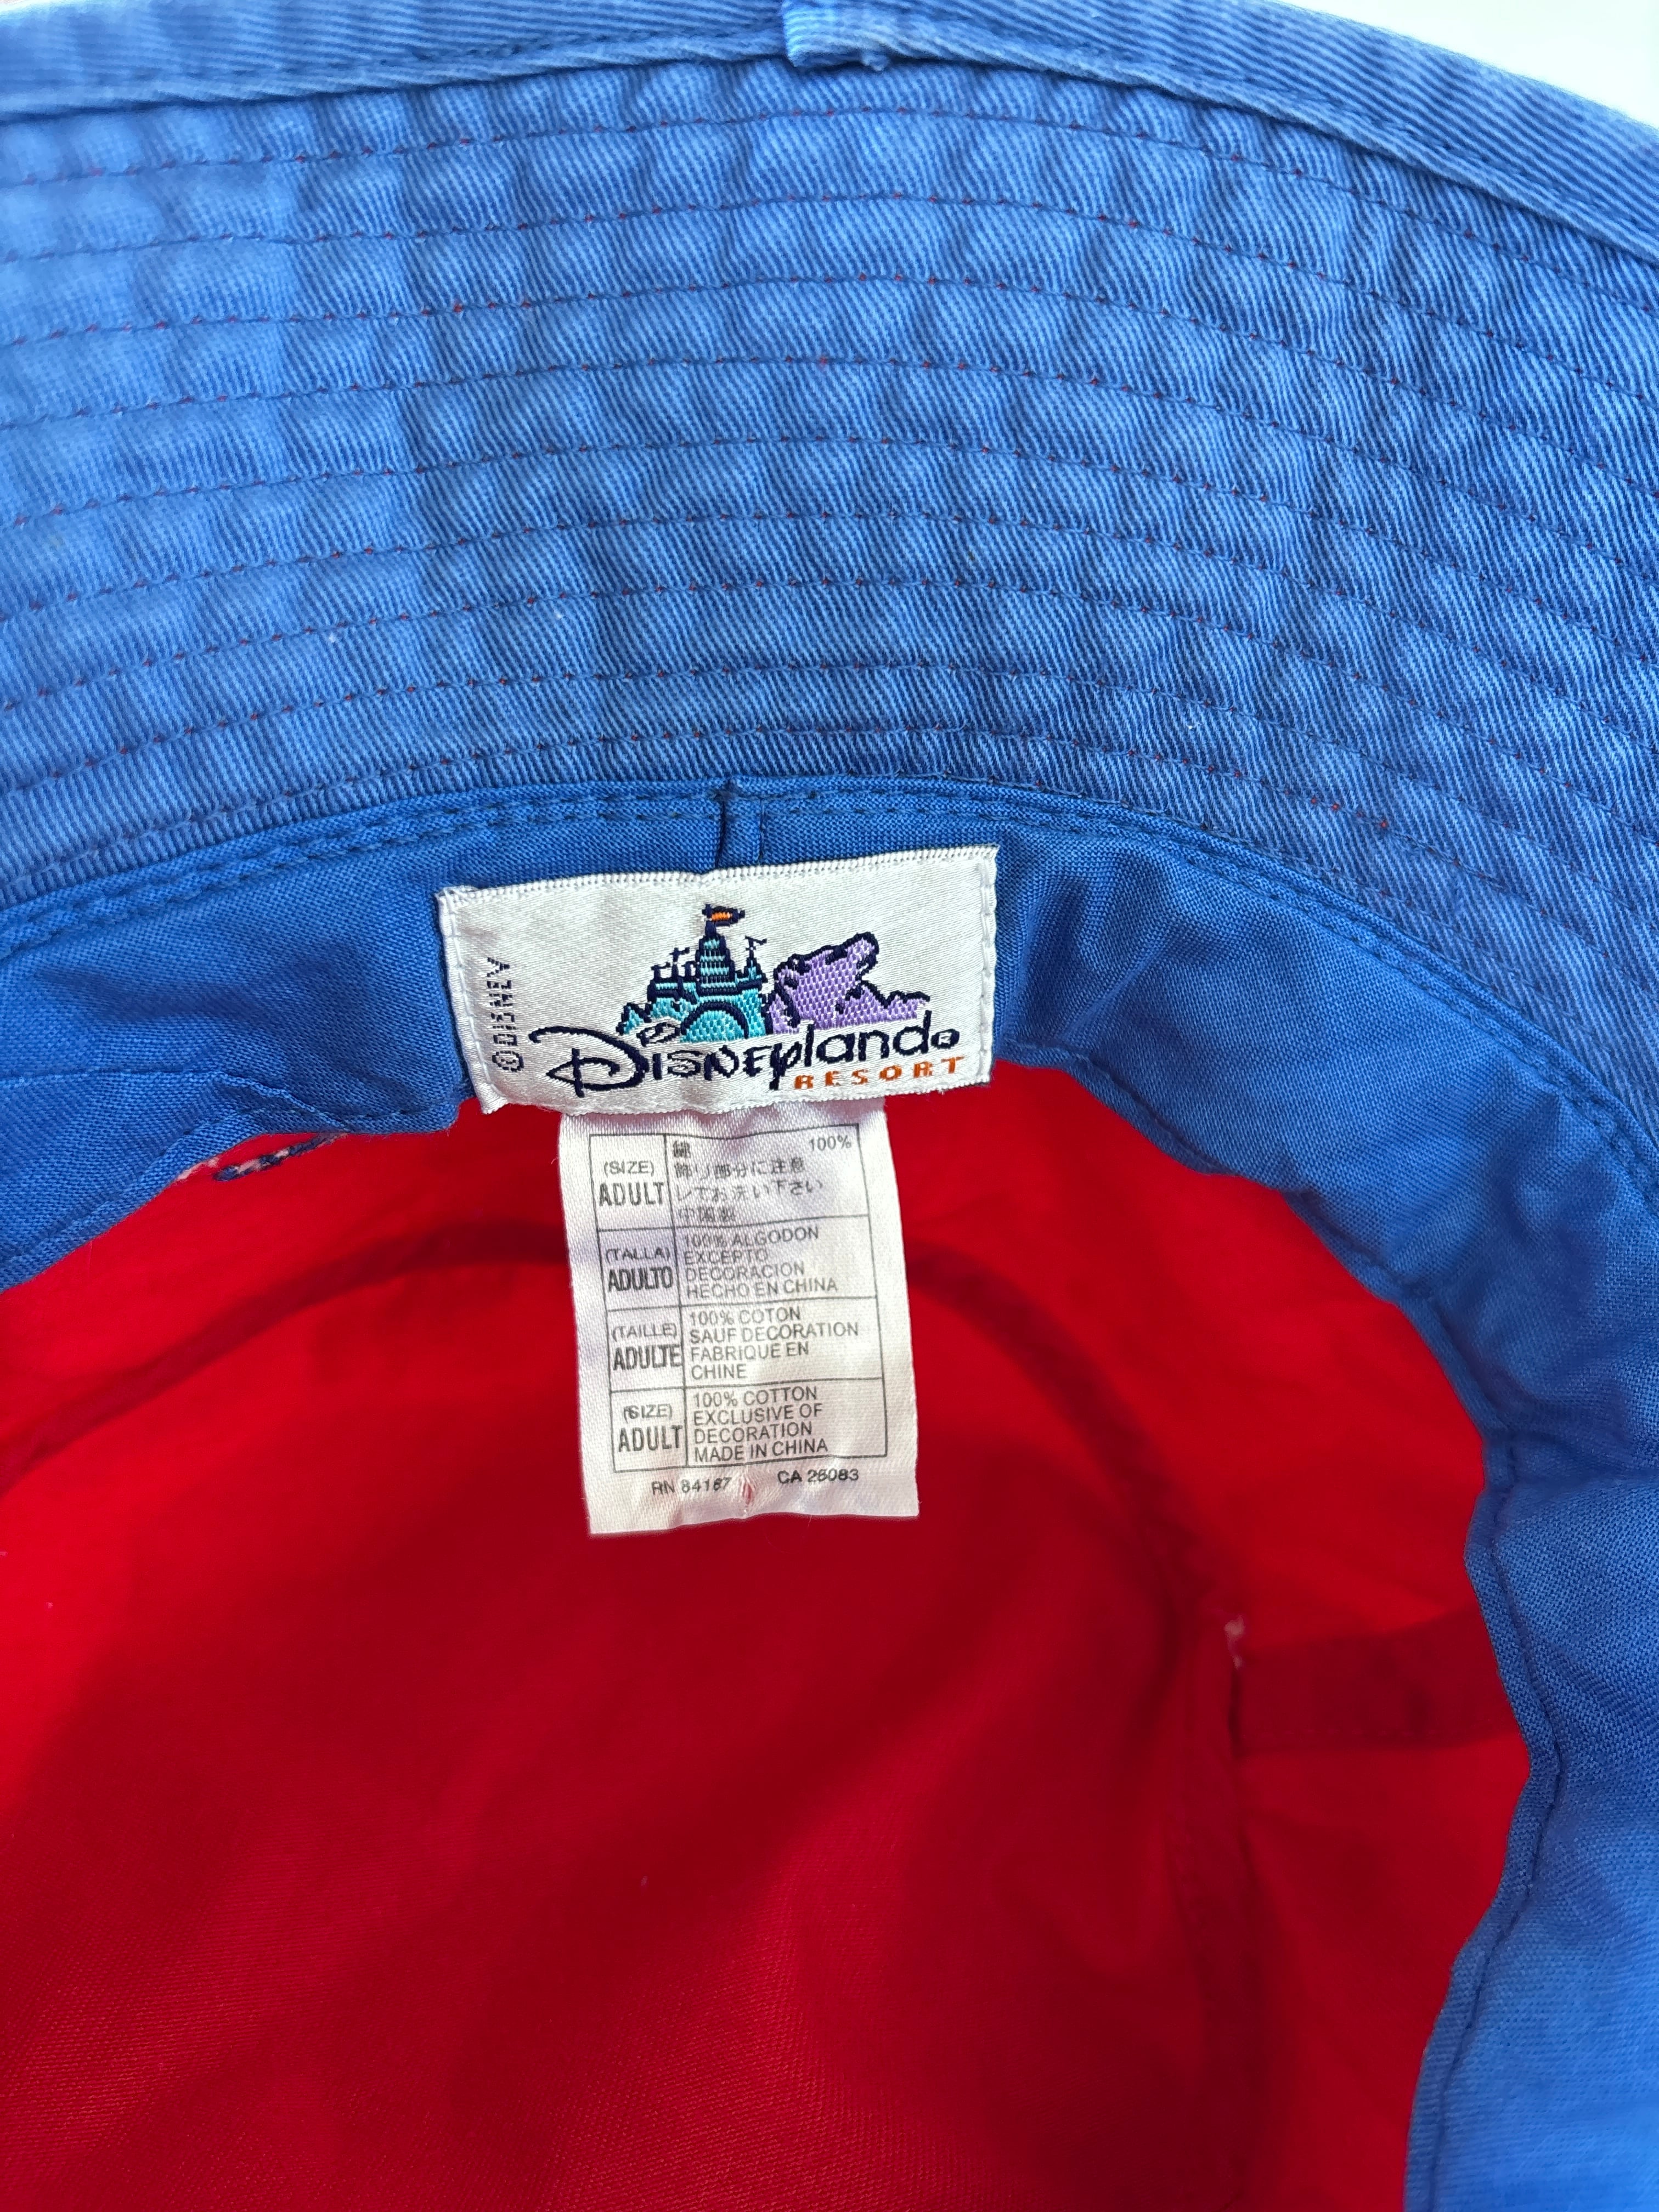 ©DISNEY
Disneyland®
RESORT
(SIZE)
ADULT
綿 100%
飾り部分に注意
してお洗い下さい
中国製
(TALLA)
ADULTO
100% ALGODON
EXCEPTO
DECORACION
HECHO EN CHINA
(TAILLE)
ADULTE
100% COTON
SAUF DECORATION
FABRIQUE EN
CHINE
(SIZE)
ADULT
100% COTTON
EXCLUSIVE OF
DECORATION
MADE IN CHINA
RN 84167 CA 26083